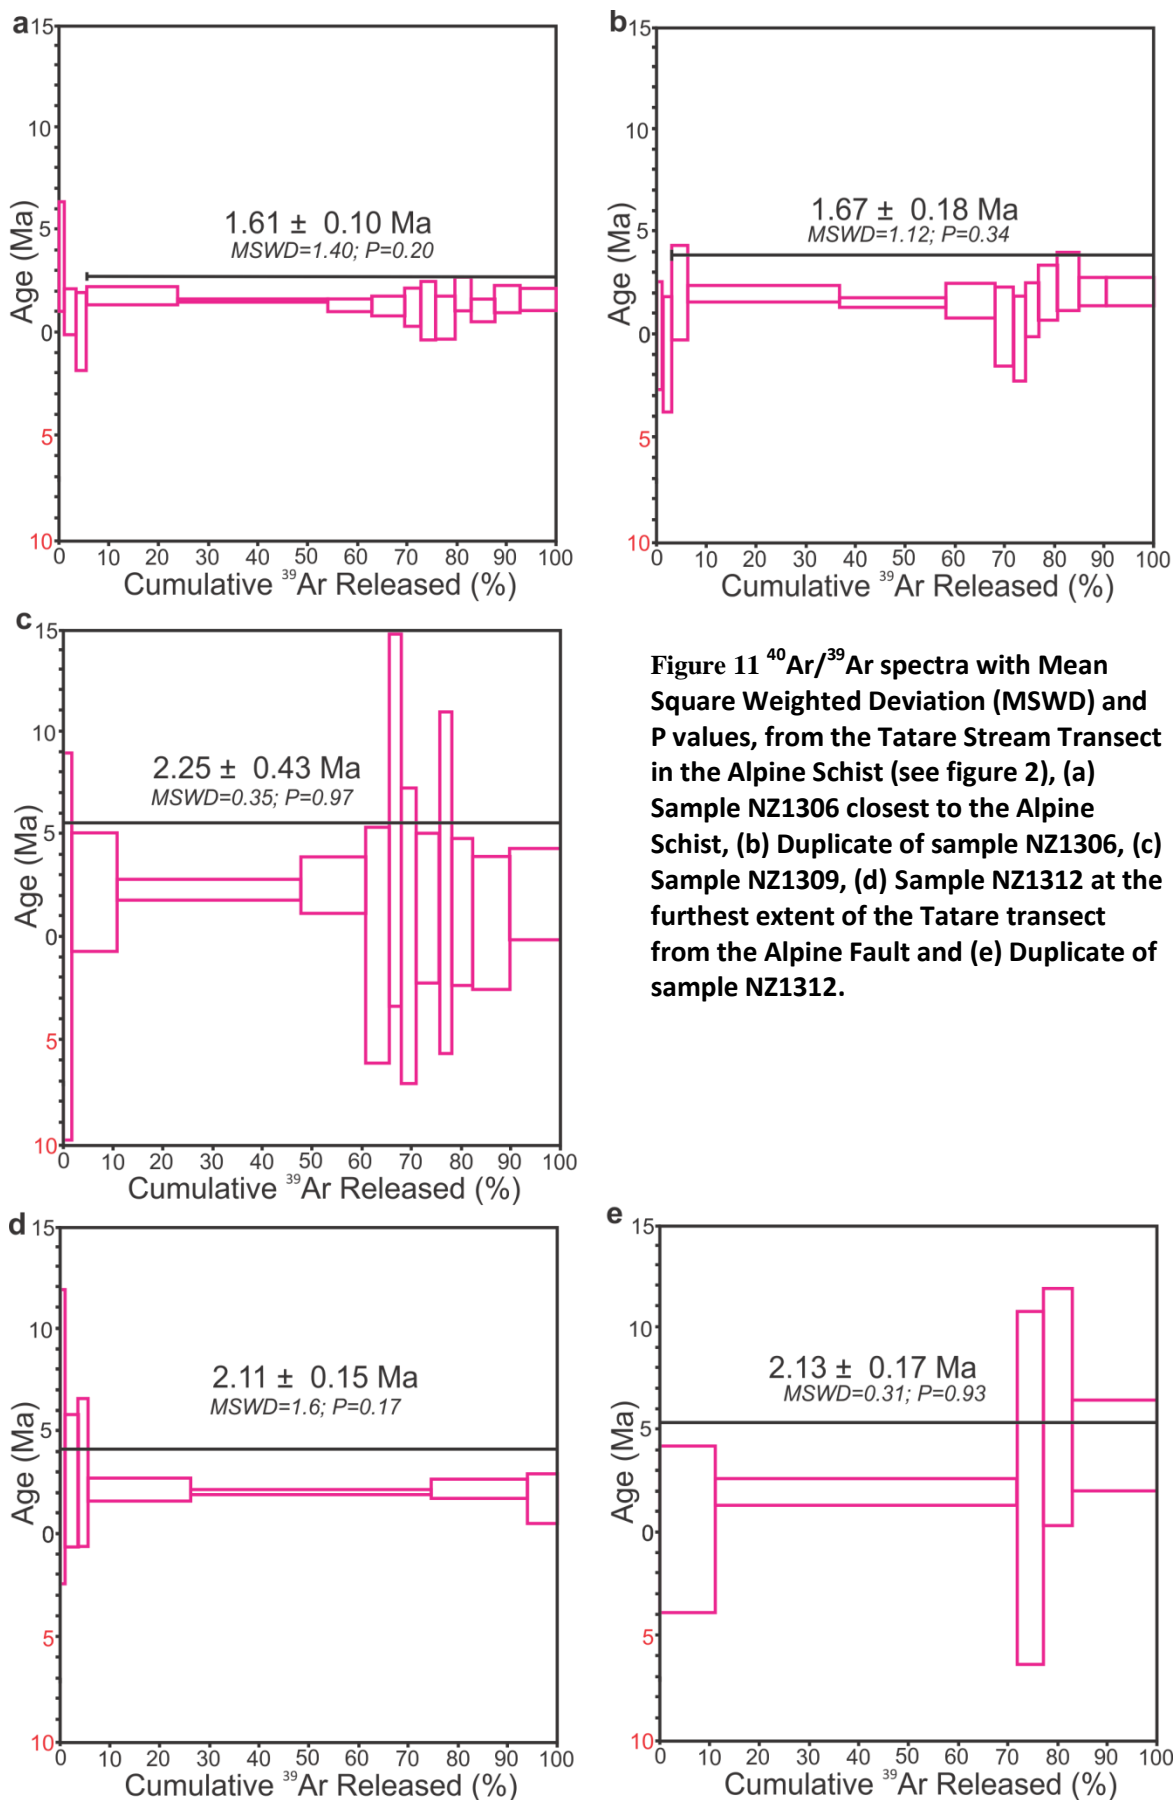 a
15
10
5
0
5
10
Age (Ma)
1.61 ± 0.10 Ma
MSWD=1.40; P=0.20
0 10 20 30 40 50 60 70 80 90 100
Cumulative ³⁹Ar Released (%)
b
15
10
5
0
5
10
Age (Ma)
1.67 ± 0.18 Ma
MSWD=1.12; P=0.34
0 10 20 30 40 50 60 70 80 90 100
Cumulative ³⁹Ar Released (%)
c
15
10
5
0
5
10
Age (Ma)
2.25 ± 0.43 Ma
MSWD=0.35; P=0.97
0 10 20 30 40 50 60 70 80 90 100
Cumulative ³⁹Ar Released (%)
Figure 11 ⁴⁰Ar/³⁹Ar spectra with Mean
Square Weighted Deviation (MSWD) and
P values, from the Tatare Stream Transect
in the Alpine Schist (see figure 2), (a)
Sample NZ1306 closest to the Alpine
Schist, (b) Duplicate of sample NZ1306, (c)
Sample NZ1309, (d) Sample NZ1312 at the
furthest extent of the Tatare transect
from the Alpine Fault and (e) Duplicate of
sample NZ1312.
d
15
10
5
0
5
10
Age (Ma)
2.11 ± 0.15 Ma
MSWD=1.6; P=0.17
0 10 20 30 40 50 60 70 80 90 100
Cumulative ³⁹Ar Released (%)
e
15
10
5
0
5
10
Age (Ma)
2.13 ± 0.17 Ma
MSWD=0.31; P=0.93
0 10 20 30 40 50 60 70 80 90 100
Cumulative ³⁹Ar Released (%)